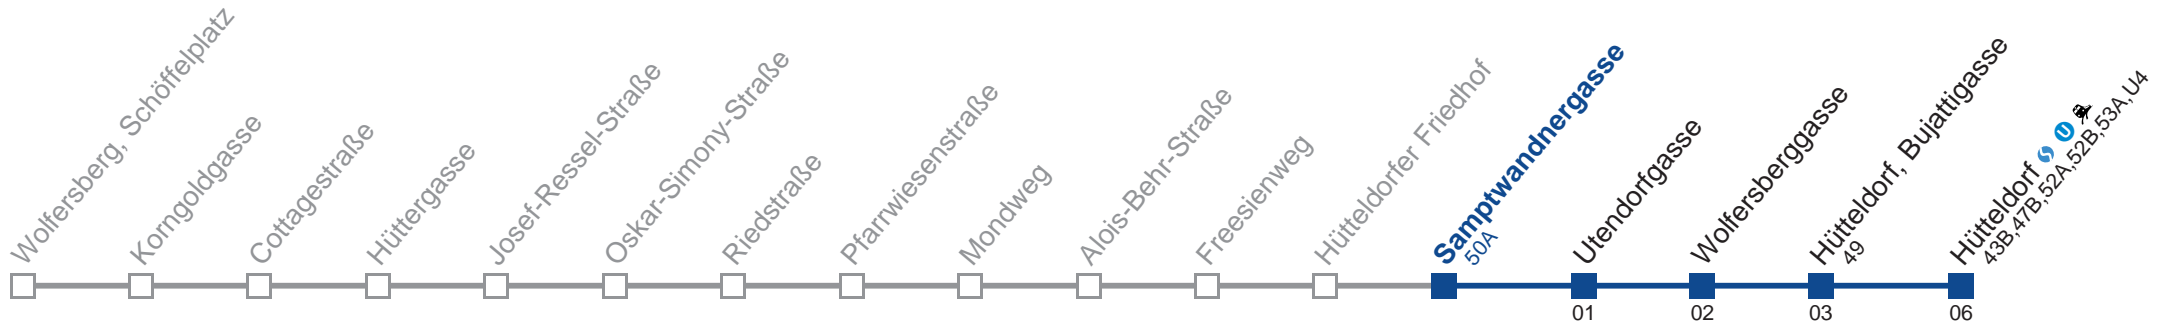 Wolfersberg, Schöffelplatz
Korngoldgasse
Cottagestraße
Hüttergasse
Josef-Ressel-Straße
Oskar-Simony-Straße
Riedstraße
Pfarrwiesenstraße
Mondweg
Alois-Behr-Straße
Freesienweg
Hütteldorfer Friedhof
Samptwandnergasse
50A
Utendorfgasse
01
Wolfersberggasse
02
Hütteldorf, Bujattigasse
49
03
Hütteldorf S U
43B,47B,52A,52B,53A,U4
06